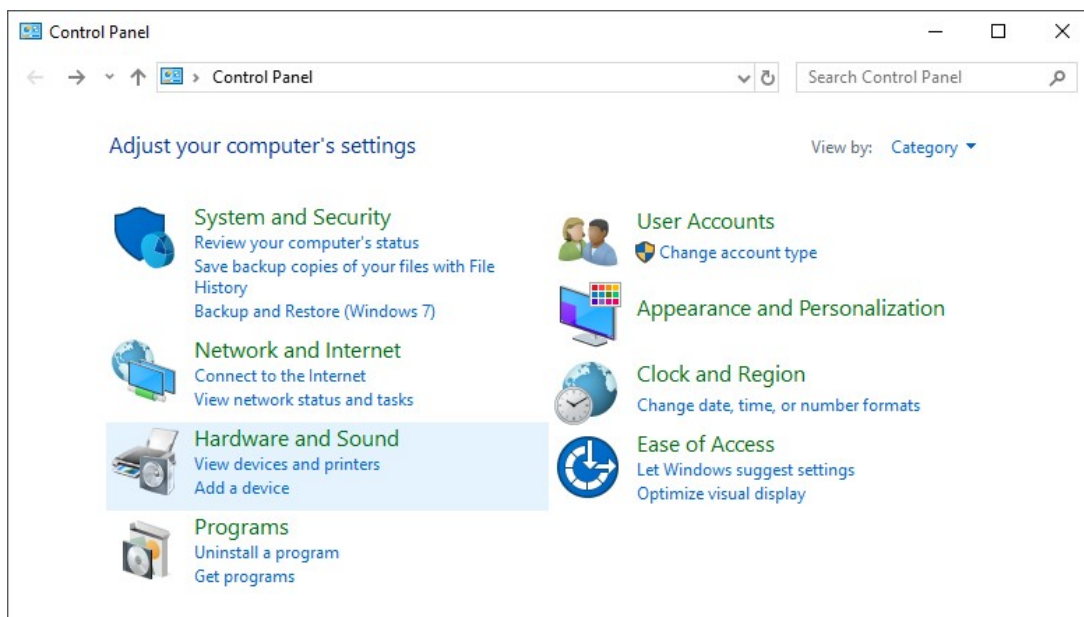 Control Panel
Control Panel
Search Control Panel
Adjust your computer's settings
View by: Category
System and Security
Review your computer's status
Save backup copies of your files with File
History
Backup and Restore (Windows 7)
Network and Internet
Connect to the Internet
View network status and tasks
Hardware and Sound
View devices and printers
Add a device
Programs
Uninstall a program
Get programs
User Accounts
Change account type
Appearance and Personalization
Clock and Region
Change date, time, or number formats
Ease of Access
Let Windows suggest settings
Optimize visual display